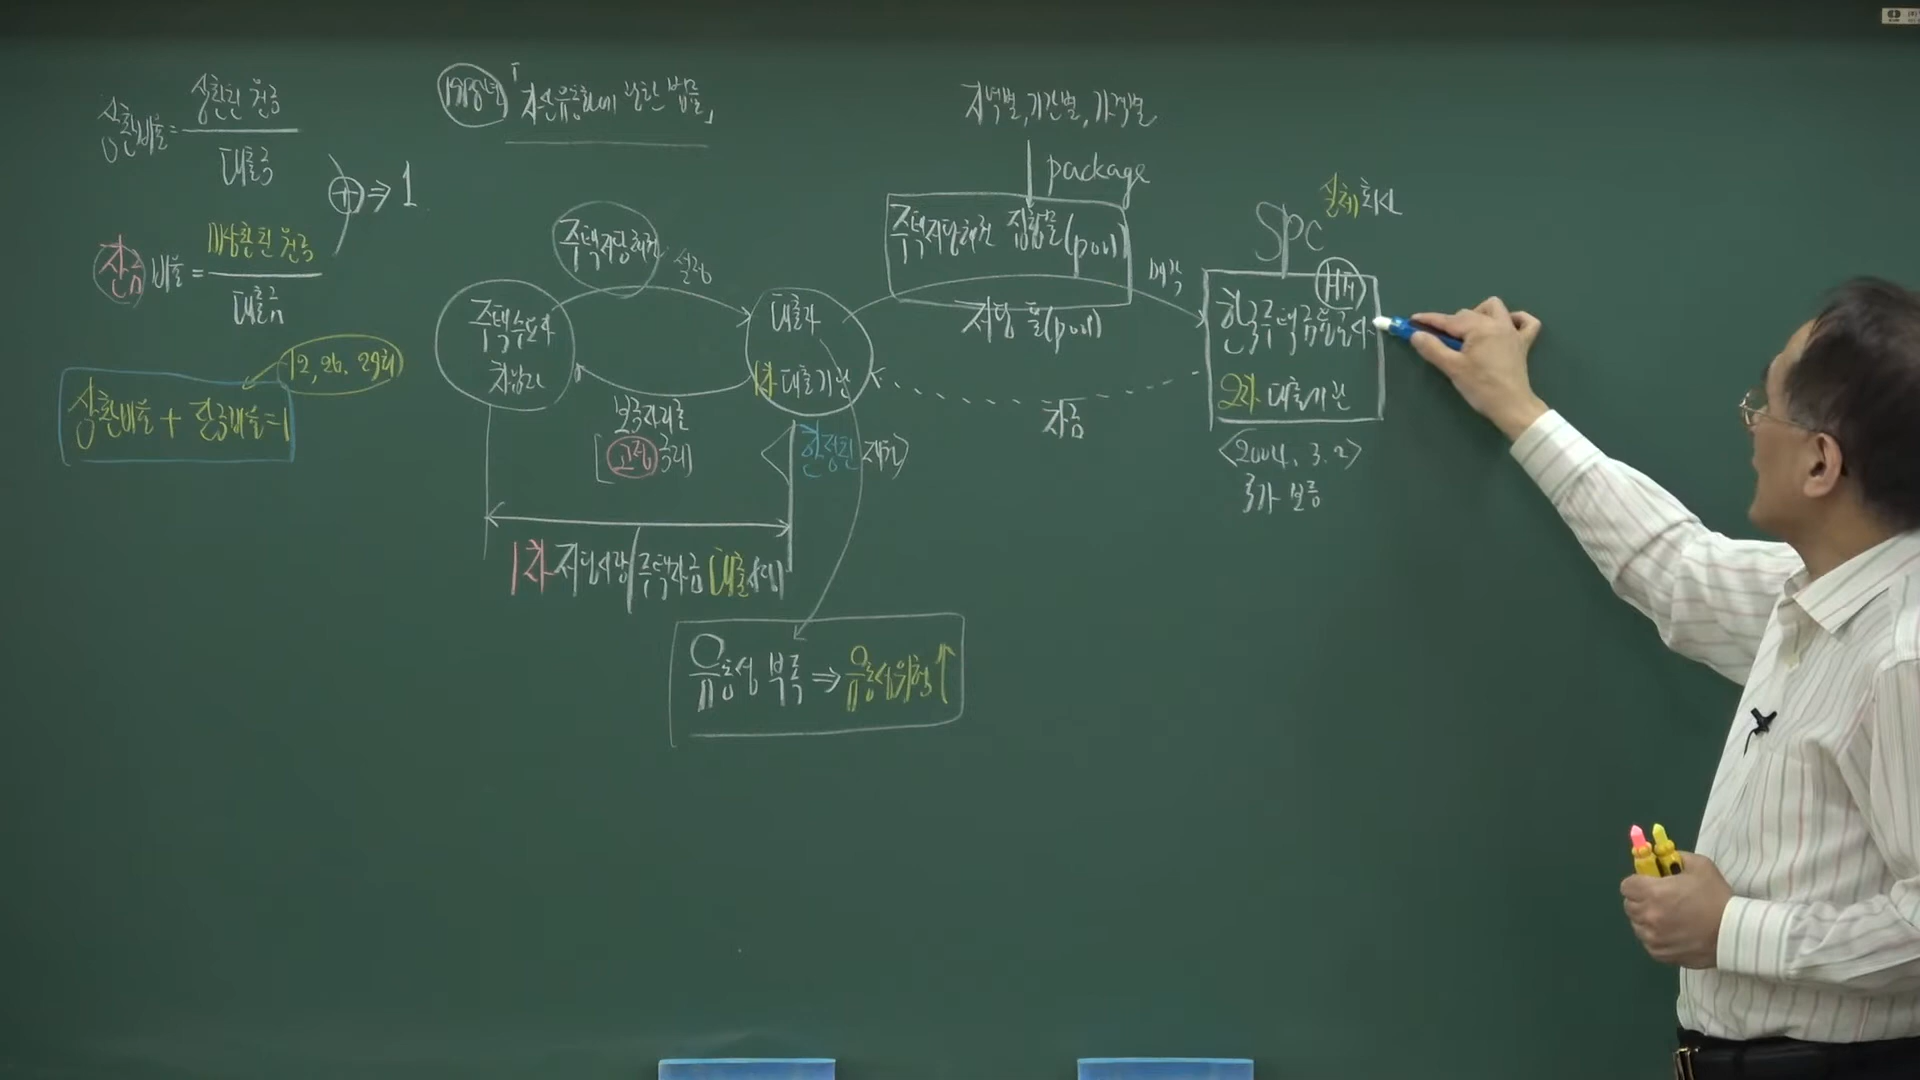 상환비율 = 상환된 원금 / 대출금
잔금비율 = 미상환된 원금 / 대출금
⊕ ⇒ 1
12, 26, 29회
상환비율 + 잔금비율 = 1
1998년 「자산유동화에 관한 법률」
주택저당채권
설정
주택수요자
차입자
대출자
1차 대출기관
보금자리론
[고정금리]
<한정된 재원>
1차 저당시장/주택자금 대출시장
유동성 부족 ⇒ 유동성위험↑
지역별, 기간별, 가격별
package
주택저당채권 집합물(pool)
저당 풀(pool)
매각
자금
SPC
실체회사
HF
한국주택금융공사
2차 대출기관
<2004. 3. 2>
국가 보증